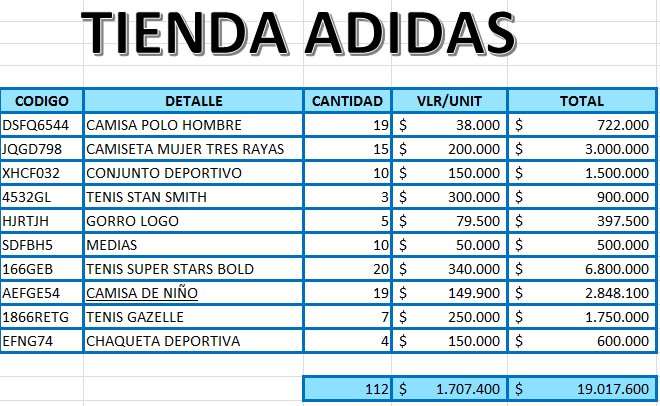 TIENDA ADIDAS
CODIGO DETALLE CANTIDAD VLR/UNIT TOTAL
DSFQ6544 CAMISA POLO HOMBRE 19 $ 38.000 $ 722.000
JQGD798 CAMISETA MUJER TRES RAYAS 15 $ 200.000 $ 3.000.000
XHCF032 CONJUNTO DEPORTIVO 10 $ 150.000 $ 1.500.000
4532GL TENIS STAN SMITH 3 $ 300.000 $ 900.000
HJRTJH GORRO LOGO 5 $ 79.500 $ 397.500
SDFBH5 MEDIAS 10 $ 50.000 $ 500.000
166GEB TENIS SUPER STARS BOLD 20 $ 340.000 $ 6.800.000
AEFGE54 CAMISA DE NIÑO 19 $ 149.900 $ 2.848.100
1866RETG TENIS GAZELLE 7 $ 250.000 $ 1.750.000
EFNG74 CHAQUETA DEPORTIVA 4 $ 150.000 $ 600.000
112 $ 1.707.400 $ 19.017.600